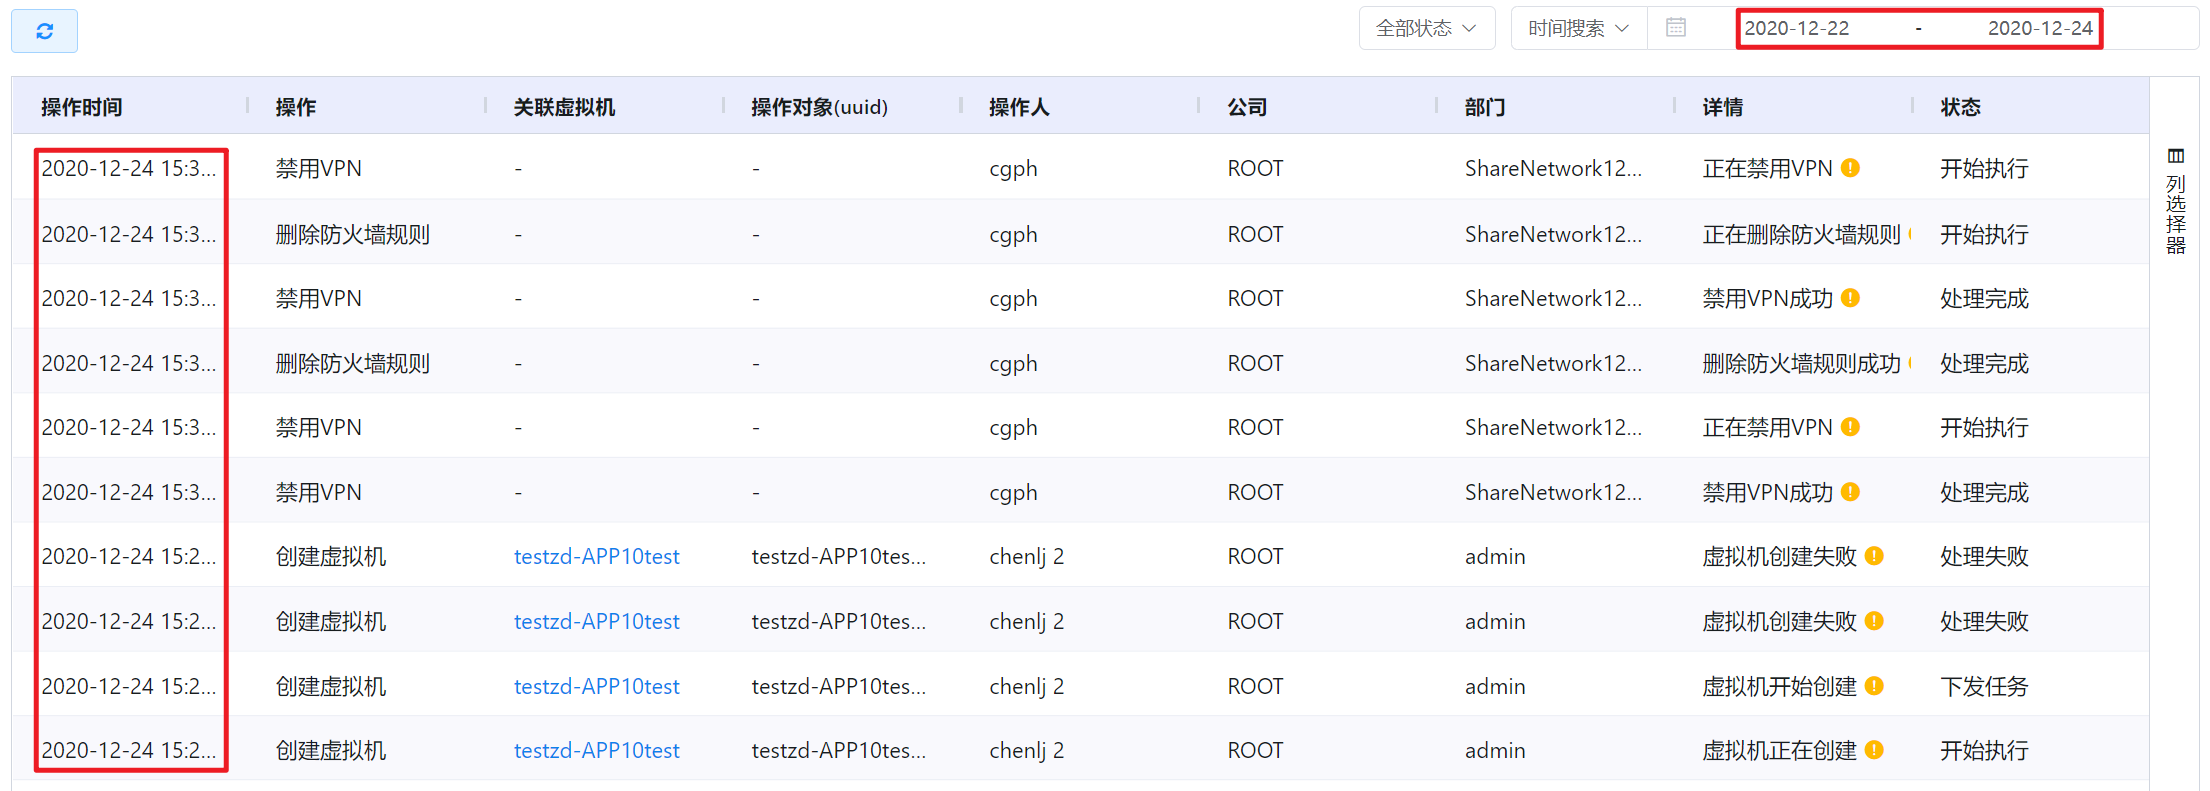 全部状态 时间搜索 2020-12-22 - 2020-12-24
操作时间 操作 关联虚拟机 操作对象(uuid) 操作人 公司 部门 详情 状态
2020-12-24 15:3... 禁用VPN - - cgph ROOT ShareNetwork12... 正在禁用VPN 开始执行
2020-12-24 15:3... 删除防火墙规则 - - cgph ROOT ShareNetwork12... 正在删除防火墙规则 开始执行
2020-12-24 15:3... 禁用VPN - - cgph ROOT ShareNetwork12... 禁用VPN成功 处理完成
2020-12-24 15:3... 删除防火墙规则 - - cgph ROOT ShareNetwork12... 删除防火墙规则成功 处理完成
2020-12-24 15:3... 禁用VPN - - cgph ROOT ShareNetwork12... 正在禁用VPN 开始执行
2020-12-24 15:3... 禁用VPN - - cgph ROOT ShareNetwork12... 禁用VPN成功 处理完成
2020-12-24 15:2... 创建虚拟机 testzd-APP10test testzd-APP10tes... chenlj 2 ROOT admin 虚拟机创建失败 处理失败
2020-12-24 15:2... 创建虚拟机 testzd-APP10test testzd-APP10tes... chenlj 2 ROOT admin 虚拟机创建失败 处理失败
2020-12-24 15:2... 创建虚拟机 testzd-APP10test testzd-APP10tes... chenlj 2 ROOT admin 虚拟机开始创建 下发任务
2020-12-24 15:2... 创建虚拟机 testzd-APP10test testzd-APP10tes... chenlj 2 ROOT admin 虚拟机正在创建 开始执行
列选择器